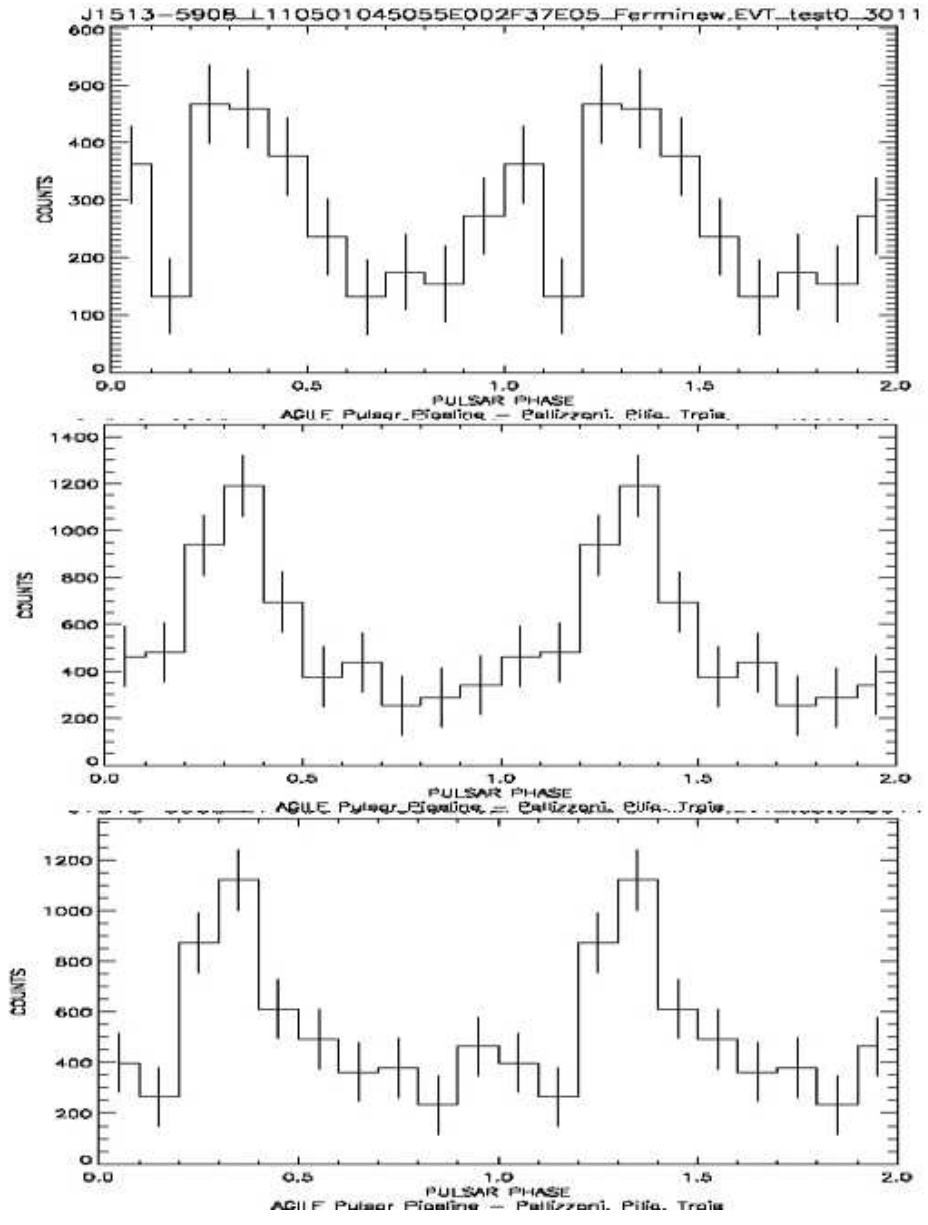 J1513-5908_L110501045055E002F37E05_Ferminew.EVT_test0_3011
600
500
400
300
200
100
0
COUNTS
0.0 0.5 1.0 1.5 2.0
PULSAR PHASE
AGILE Pulsar Pipeline – Pellizzoni, Pilia, Trois
1400
1200
1000
800
600
400
200
0
COUNTS
0.0 0.5 1.0 1.5 2.0
PULSAR PHASE
AGILE Pulsar Pipeline – Pellizzoni, Pilia, Trois
1200
1000
800
600
400
200
0
COUNTS
0.0 0.5 1.0 1.5 2.0
PULSAR PHASE
AGILE Pulsar Pipeline – Pellizzoni, Pilia, Trois